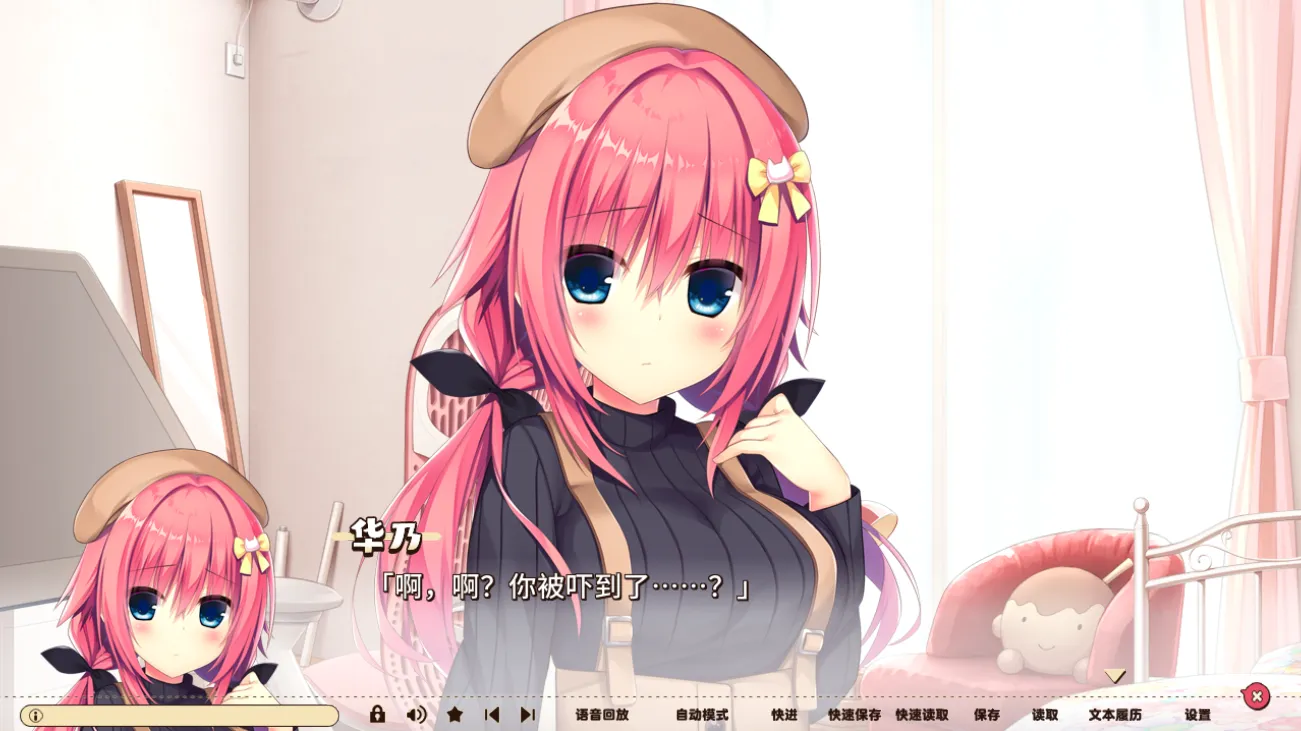 华乃
「啊，啊？你被吓到了……？」
语音回放 自动模式 快进 快速保存 快速读取 保存 读取 文本履历 设置